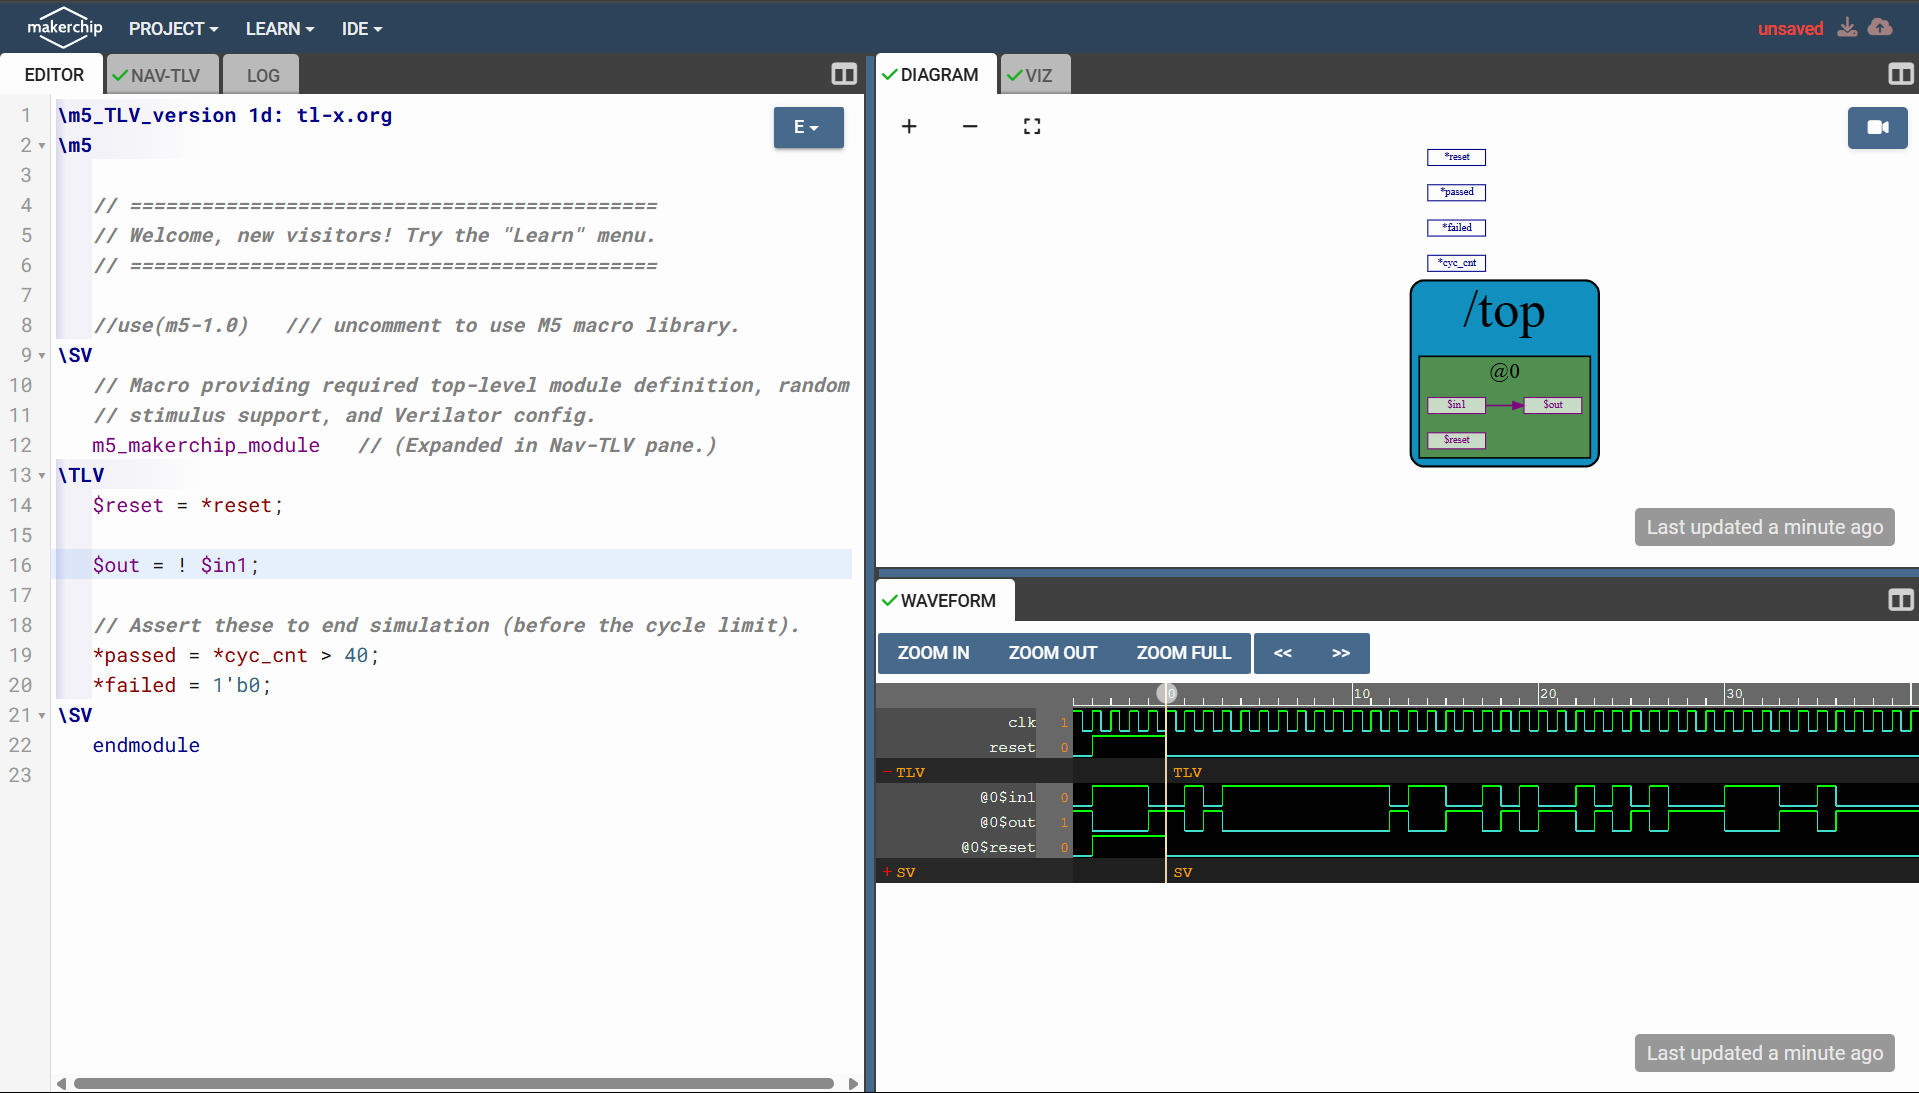 makerchip PROJECT LEARN IDE unsaved
EDITOR NAV-TLV LOG
1 \m5_TLV_version 1d: tl-x.org
E
2 \m5
3
4 // ============================================
5 // Welcome, new visitors! Try the "Learn" menu.
6 // ============================================
7
8 //use(m5-1.0)   /// uncomment to use M5 macro library.
9 \SV
10 // Macro providing required top-level module definition, random
11 // stimulus support, and Verilator config.
12 m5_makerchip_module   // (Expanded in Nav-TLV pane.)
13 \TLV
14 $reset = *reset;
15
16 $out = ! $in1;
17
18 // Assert these to end simulation (before the cycle limit).
19 *passed = *cyc_cnt > 40;
20 *failed = 1'b0;
21 \SV
22 endmodule
23
DIAGRAM VIZ
*reset
*passed
*failed
*cyc_cnt
/top
@0
$in1 $out
$reset
Last updated a minute ago
WAVEFORM
ZOOM IN ZOOM OUT ZOOM FULL << >>
0 10 20 30
clk 1
reset 0
- TLV TLV
@0$in1 0
@0$out 1
@0$reset 0
+ SV SV
Last updated a minute ago